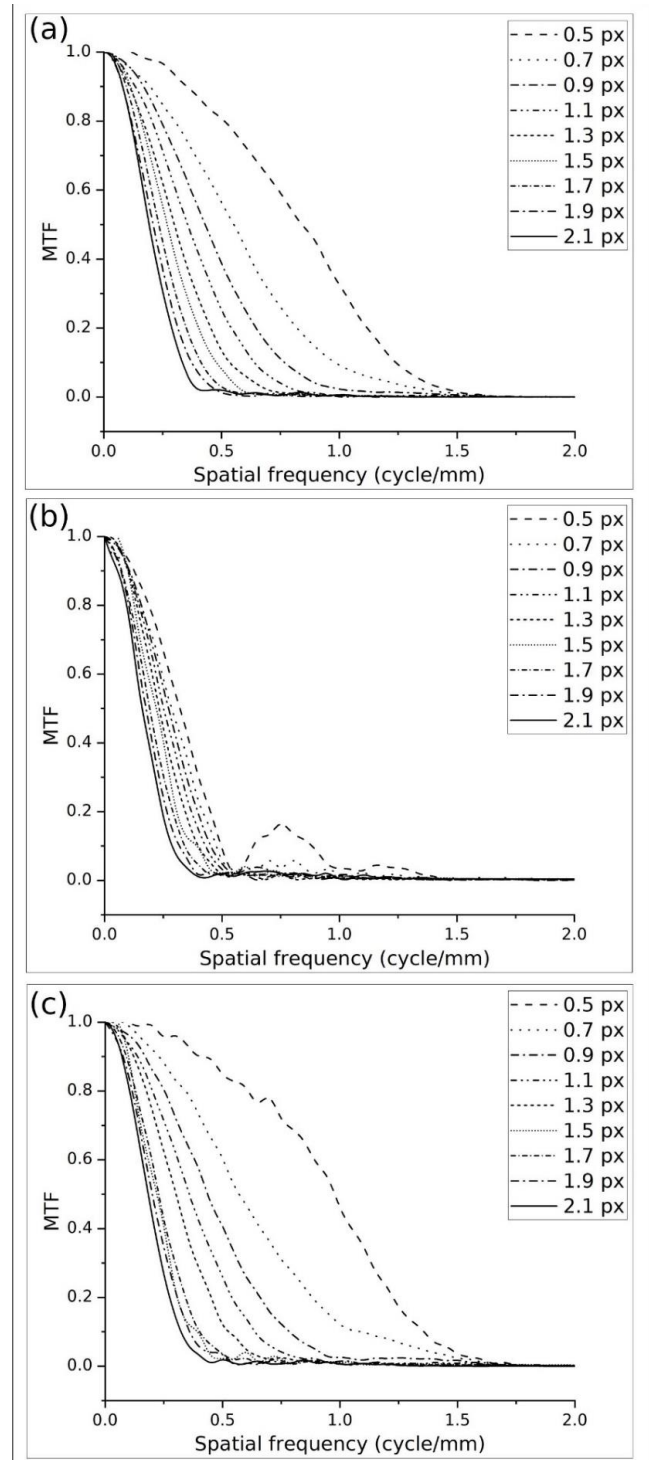 (a)
0.5 px
0.7 px
0.9 px
1.1 px
1.3 px
1.5 px
1.7 px
1.9 px
2.1 px
MTF
1.0
0.8
0.6
0.4
0.2
0.0
0.0 0.5 1.0 1.5 2.0
Spatial frequency (cycle/mm)
(b)
0.5 px
0.7 px
0.9 px
1.1 px
1.3 px
1.5 px
1.7 px
1.9 px
2.1 px
MTF
1.0
0.8
0.6
0.4
0.2
0.0
0.0 0.5 1.0 1.5 2.0
Spatial frequency (cycle/mm)
(c)
0.5 px
0.7 px
0.9 px
1.1 px
1.3 px
1.5 px
1.7 px
1.9 px
2.1 px
MTF
1.0
0.8
0.6
0.4
0.2
0.0
0.0 0.5 1.0 1.5 2.0
Spatial frequency (cycle/mm)